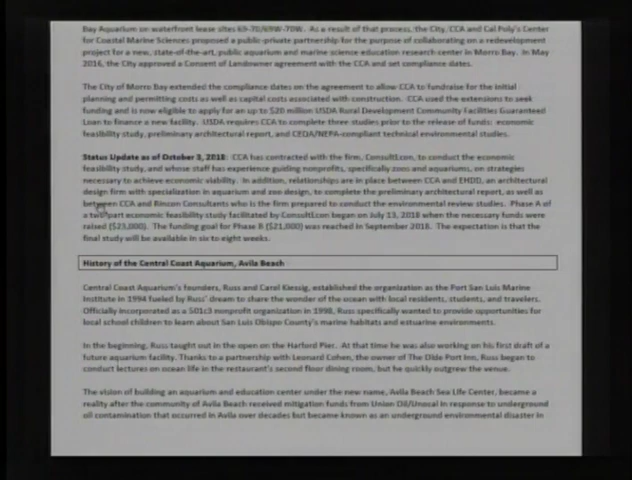 Bay Aquarium on waterfront lease sites 69-70/69W-70W. As a result of that process, the City, CCA and Cal Poly's Center
for Coastal Marine Sciences proposed a public-private partnership for the purpose of collaborating on a redevelopment
project for a new, state-of-the-art, public aquarium and marine science education research center in Morro Bay. In May
2016, the City approved a Consent of Landowner agreement with the CCA and set compliance dates.
The City of Morro Bay extended the compliance dates on the agreement to allow CCA to fundraise for the initial
planning and permitting costs as well as capital costs associated with construction. CCA used the extensions to seek
funding and is now eligible to apply for an up to $20 million USDA Rural Development Community Facilities Guaranteed
Loan to finance a new facility. USDA requires CCA to complete three studies prior to the release of funds: economic
feasibility study, preliminary architectural report, and CEQA/NEPA-compliant technical environmental studies.
Status Update as of October 3, 2018: CCA has contracted with the firm, ConsultEcon, to conduct the economic
feasibility study, and whose staff has experience guiding nonprofits, specifically zoos and aquariums, on strategies
necessary to achieve economic viability. In addition, relationships are in place between CCA and EHDD, an architectural
design firm with specialization in aquarium and zoo design, to complete the preliminary architectural report, as well as
between CCA and Rincon Consultants who is the firm prepared to conduct the environmental review studies. Phase A of
a two-part economic feasibility study facilitated by ConsultEcon began on July 13, 2018 when the necessary funds were
raised ($23,000). The funding goal for Phase B ($21,000) was reached in September 2018. The expectation is that the
final study will be available in six to eight weeks.
History of the Central Coast Aquarium, Avila Beach
Central Coast Aquarium's founders, Russ and Carol Kiessig, established the organization as the Port San Luis Marine
Institute in 1994 fueled by Russ' dream to share the wonder of the ocean with local residents, students, and travelers.
Officially incorporated as a 501c3 nonprofit organization in 1998, Russ specifically wanted to provide opportunities for
local school children to learn about San Luis Obispo County's marine habitats and estuarine environments.
In the beginning, Russ taught out in the open on the Harford Pier. At that time he was also working on his first draft of a
future aquarium facility. Thanks to a partnership with Leonard Cohen, the owner of The Olde Port Inn, Russ began to
conduct lectures on ocean life in the restaurant's second floor dining room, but he quickly outgrew the venue.
The vision of building an aquarium and education center under the new name, Avila Beach Sea Life Center, became a
reality after the community of Avila Beach received mitigation funds from Union Oil/Unocal in response to underground
oil contamination that occurred in Avila over decades but became known as an underground environmental disaster in